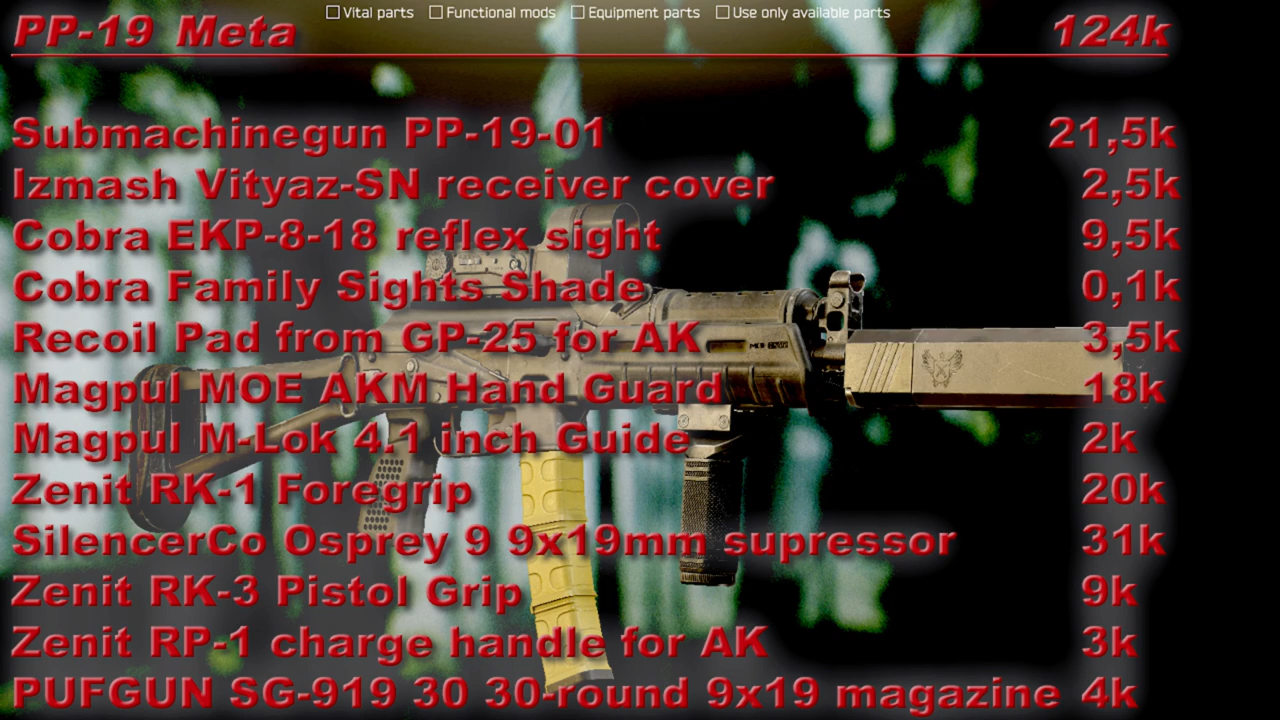 Vital parts Functional mods Equipment parts Use only available parts
PP-19 Meta 124k
Submachinegun PP-19-01 21,5k
Izmash Vityaz-SN receiver cover 2,5k
Cobra EKP-8-18 reflex sight 9,5k
Cobra Family Sights Shade 0,1k
Recoil Pad from GP-25 for AK 3,5k
Magpul MOE AKM Hand Guard 18k
Magpul M-Lok 4.1 inch Guide 2k
Zenit RK-1 Foregrip 20k
SilencerCo Osprey 9 9x19mm supressor 31k
Zenit RK-3 Pistol Grip 9k
Zenit RP-1 charge handle for AK 3k
PUFGUN SG-919 30 30-round 9x19 magazine 4k